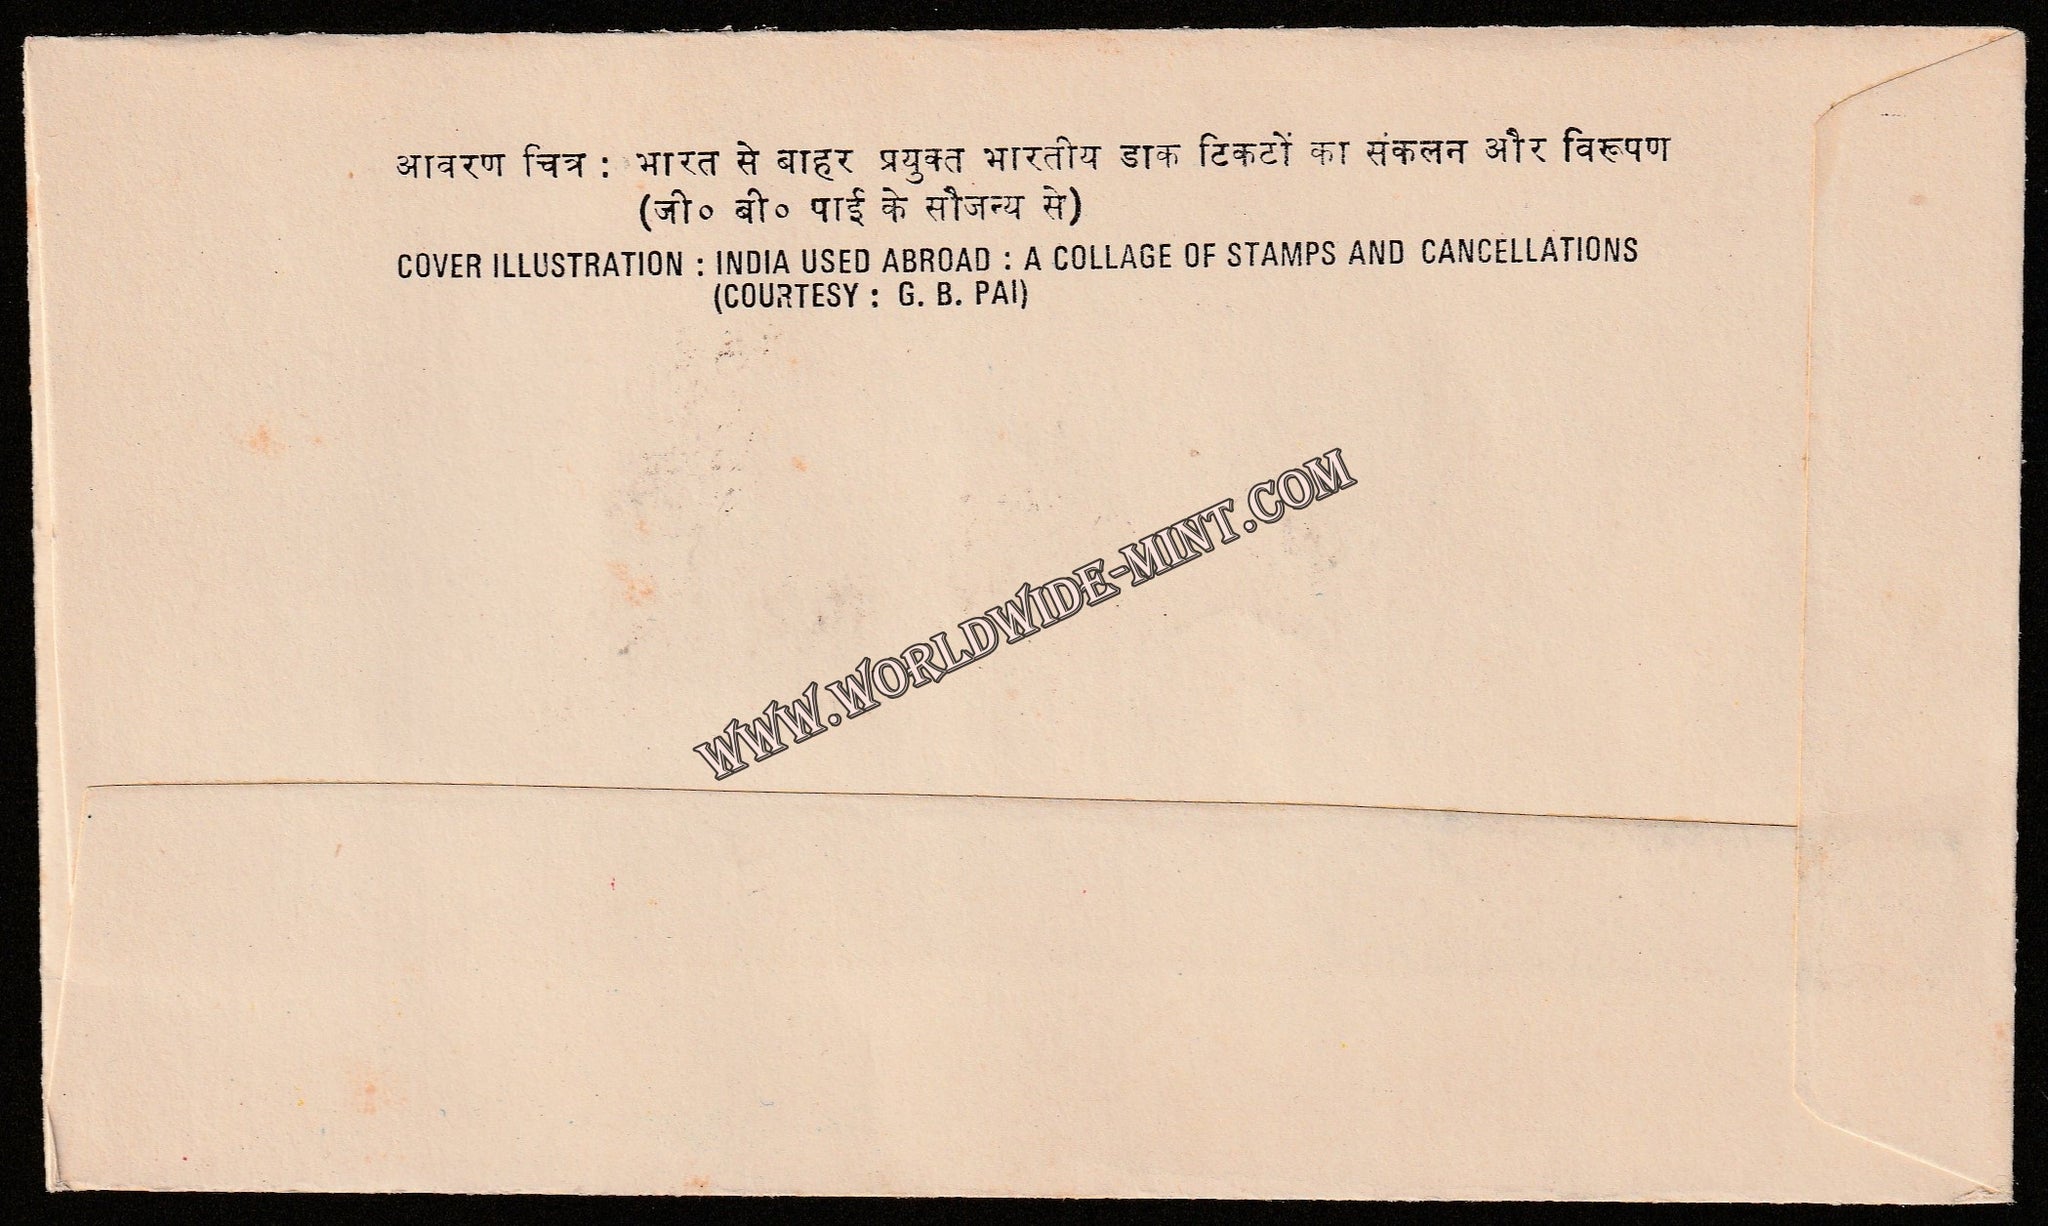 आवरण चित्र : भारत से बाहर प्रयुक्त भारतीय डाक टिकटों का संकलन और विरूपण
(जी० बी० पाई के सौजन्य से)
COVER ILLUSTRATION : INDIA USED ABROAD : A COLLAGE OF STAMPS AND CANCELLATIONS
(COURTESY : G. B. PAI)
WWW.WORLDWIDE-MINT.COM